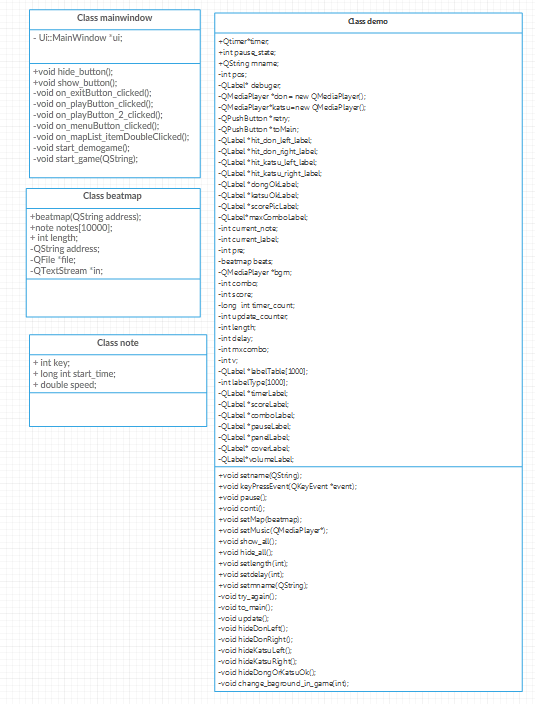 Class mainwindow
- Ui::MainWindow *ui;
+void hide_button();
+void show_button();
-void on_exitButton_clicked();
-void on_playButton_clicked();
-void on_playButton_2_clicked();
-void on_menuButton_clicked();
-void on_mapList_itemDoubleClicked();
-void start_demogame();
-void start_game(QString);
Class beatmap
+beatmap(QString address);
+note notes[10000];
+ int length;
-QString address;
-QFile *file;
-QTextStream *in;
Class note
+ int key;
+ long int start_time;
+ double speed;
Class demo
+Qtimer*timer;
+int pause_state;
+QString mname;
-int pos;
-QLabel* debuger;
-QMediaPlayer *don = new QMediaPlayer();
-QMediaPlayer*katsu=new QMediaPlayer();
-QPushButton *retry;
-QPushButton *toMain;
-QLabel *hit_don_left_label;
-QLabel *hit_don_right_label;
-QLabel *hit_katsu_left_label;
-QLabel *hit_katsu_right_label;
-QLabel *dongOkLabel;
-QLabel *katsuOkLabel;
-QLabel *scorePicLabel;
-QLabel*maxComboLabel;
-int current_note;
-int current_label;
-int pre;
-beatmap beats;
-QMediaPlayer *bgm;
-int combo;
-int score;
-long int timer_count;
-int update_counter;
-int length;
-int delay;
-int mxcombo;
-int v;
-QLabel *labelTable[1000];
-int labelType[1000];
-QLabel *timerLabel;
-QLabel *scoreLabel;
-QLabel *comboLabel;
-QLabel *pauseLabel;
-QLabel *panelLabel;
-QLabel* coverLabel;
-QLabel*volumeLabel;
+void setname(QString);
+void keyPressEvent(QKeyEvent *event);
+void pause();
+void conti();
+void setMap(beatmap);
+void setMusic(QMediaPlayer*);
+void show_all();
+void hide_all();
+void setlength(int);
+void setdelay(int);
+void setmname(QString);
-void try_again();
-void to_main();
-void update();
-void hideDonLeft();
-void hideDonRight();
-void hideKatsuLeft();
-void hideKatsuRight();
-void hideDongOrKatsuOk();
-void change_baground_in_game(int);